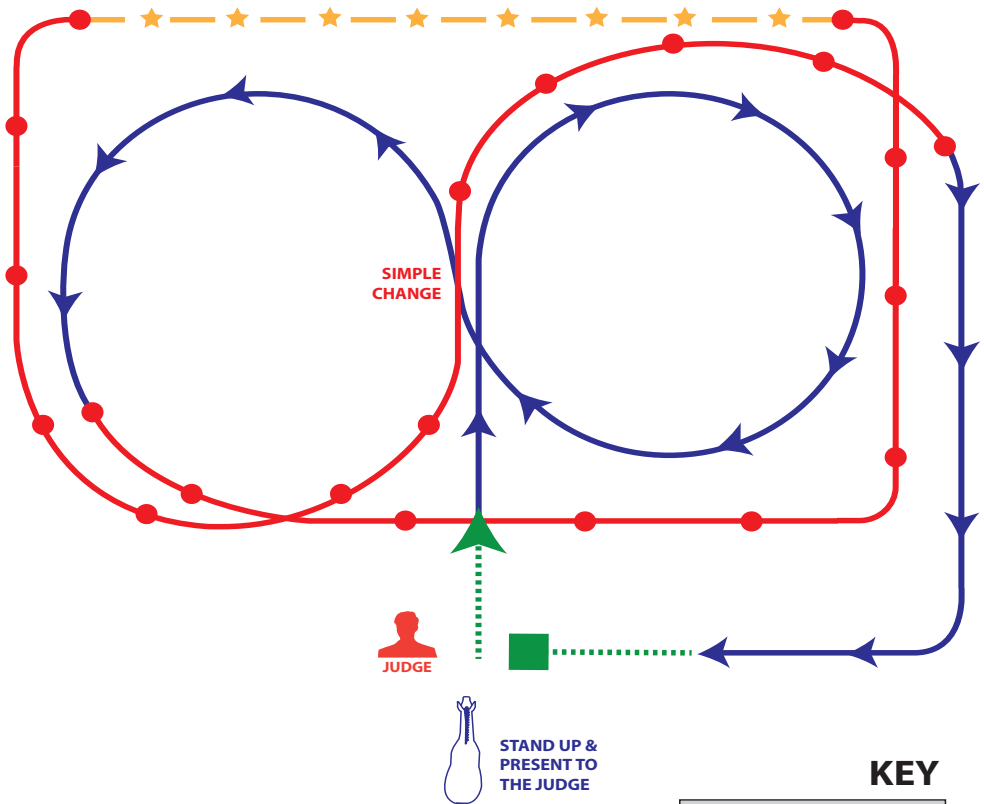 SIMPLE
CHANGE
JUDGE
STAND UP &
PRESENT TO
THE JUDGE
KEY